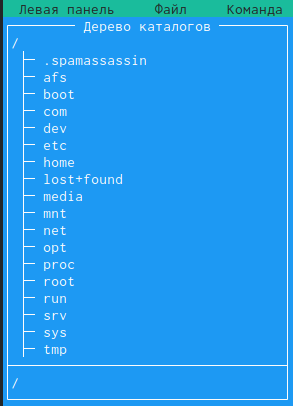 Левая панель Файл Команда
Дерево каталогов
/
.spamassassin
afs
boot
com
dev
etc
home
lost+found
media
mnt
net
opt
proc
root
run
srv
sys
tmp
/